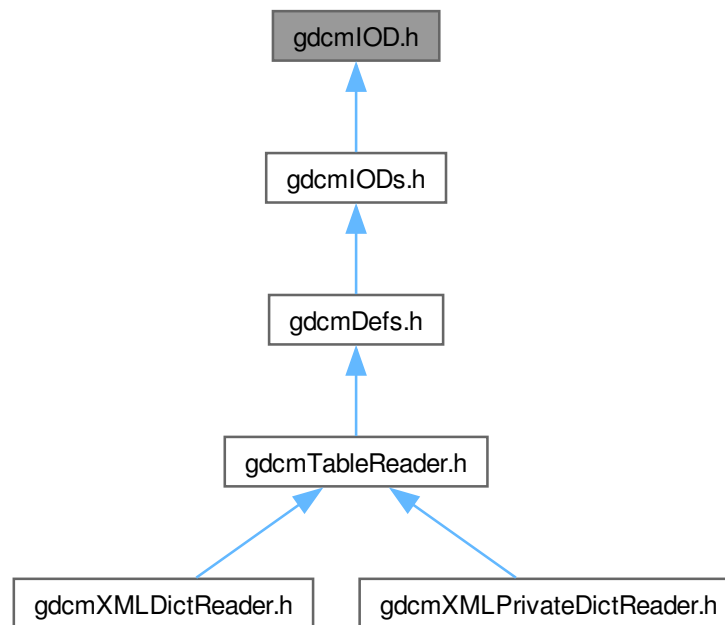 gdcmIOD.h
gdcmIODs.h
gdcmDefs.h
gdcmTableReader.h
gdcmXMLDictReader.h
gdcmXMLPrivateDictReader.h